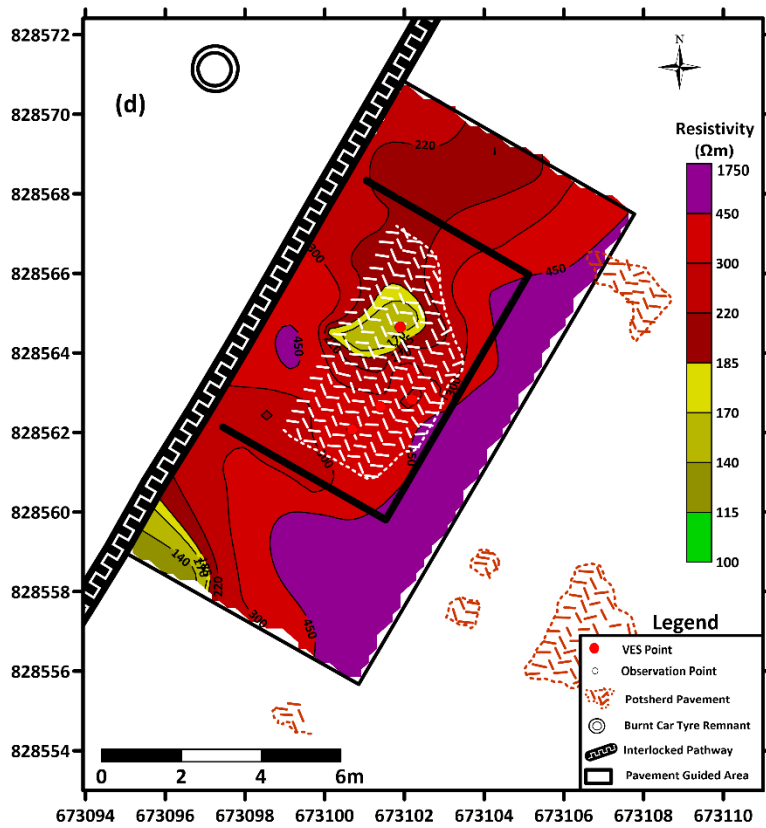 828572
828570
828568
828566
828564
828562
828560
828558
828556
828554
(d)
N
220
300
450
450
300
450
140
170
220
300
450
Resistivity
(Ωm)
1750
450
300
220
185
170
140
115
100
Legend
VES Point
Observation Point
Potsherd Pavement
Burnt Car Tyre Remnant
Interlocked Pathway
Pavement Guided Area
0 2 4 6m
673094 673096 673098 673100 673102 673104 673106 673108 673110